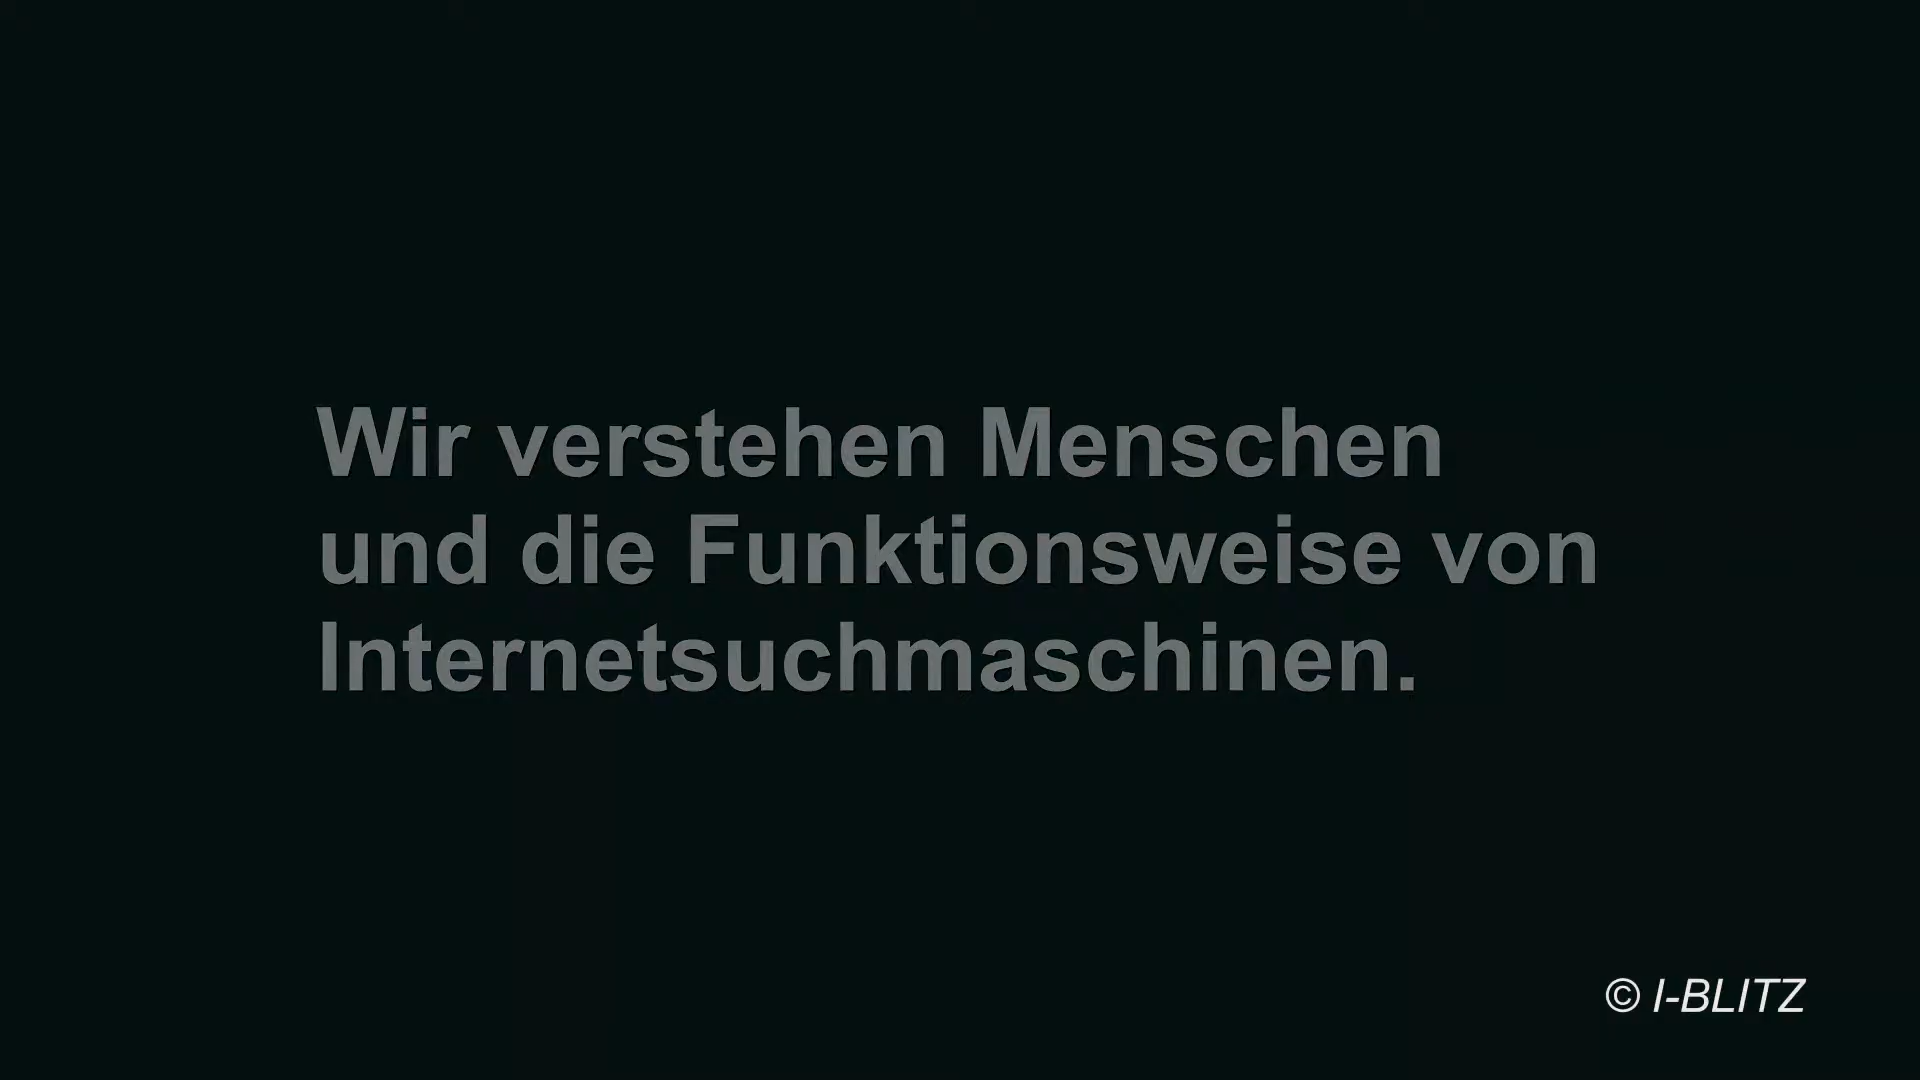 Wir verstehen Menschen
und die Funktionsweise von
Internetsuchmaschinen.
© I-BLITZ